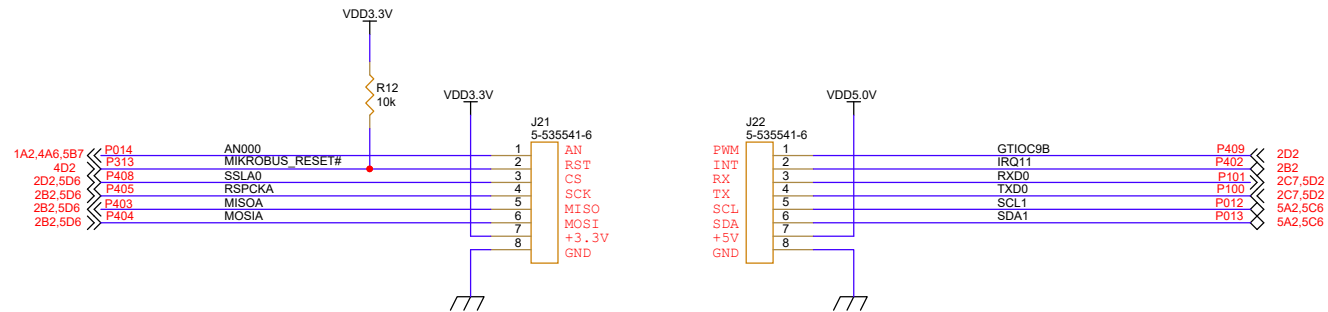 VDD3.3V
R12
10k
VDD3.3V
VDD5.0V
J21
5-535541-6
J22
5-535541-6
1A2,4A6,5B7 P014 AN000 1 AN
4D2 P313 MIKROBUS_RESET# 2 RST
2D2,5D6 P408 SSLA0 3 CS
2B2,5D6 P405 RSPCKA 4 SCK
2B2,5D6 P403 MISOA 5 MISO
2B2,5D6 P404 MOSIA 6 MOSI
7 +3.3V
8 GND
PWM 1 GTIOC9B P409 2D2
INT 2 IRQ11 P402 2B2
RX 3 RXD0 P101 2C7,5D2
TX 4 TXD0 P100 2C7,5D2
SCL 5 SCL1 P012 5A2,5C6
SDA 6 SDA1 P013 5A2,5C6
+5V 7
GND 8